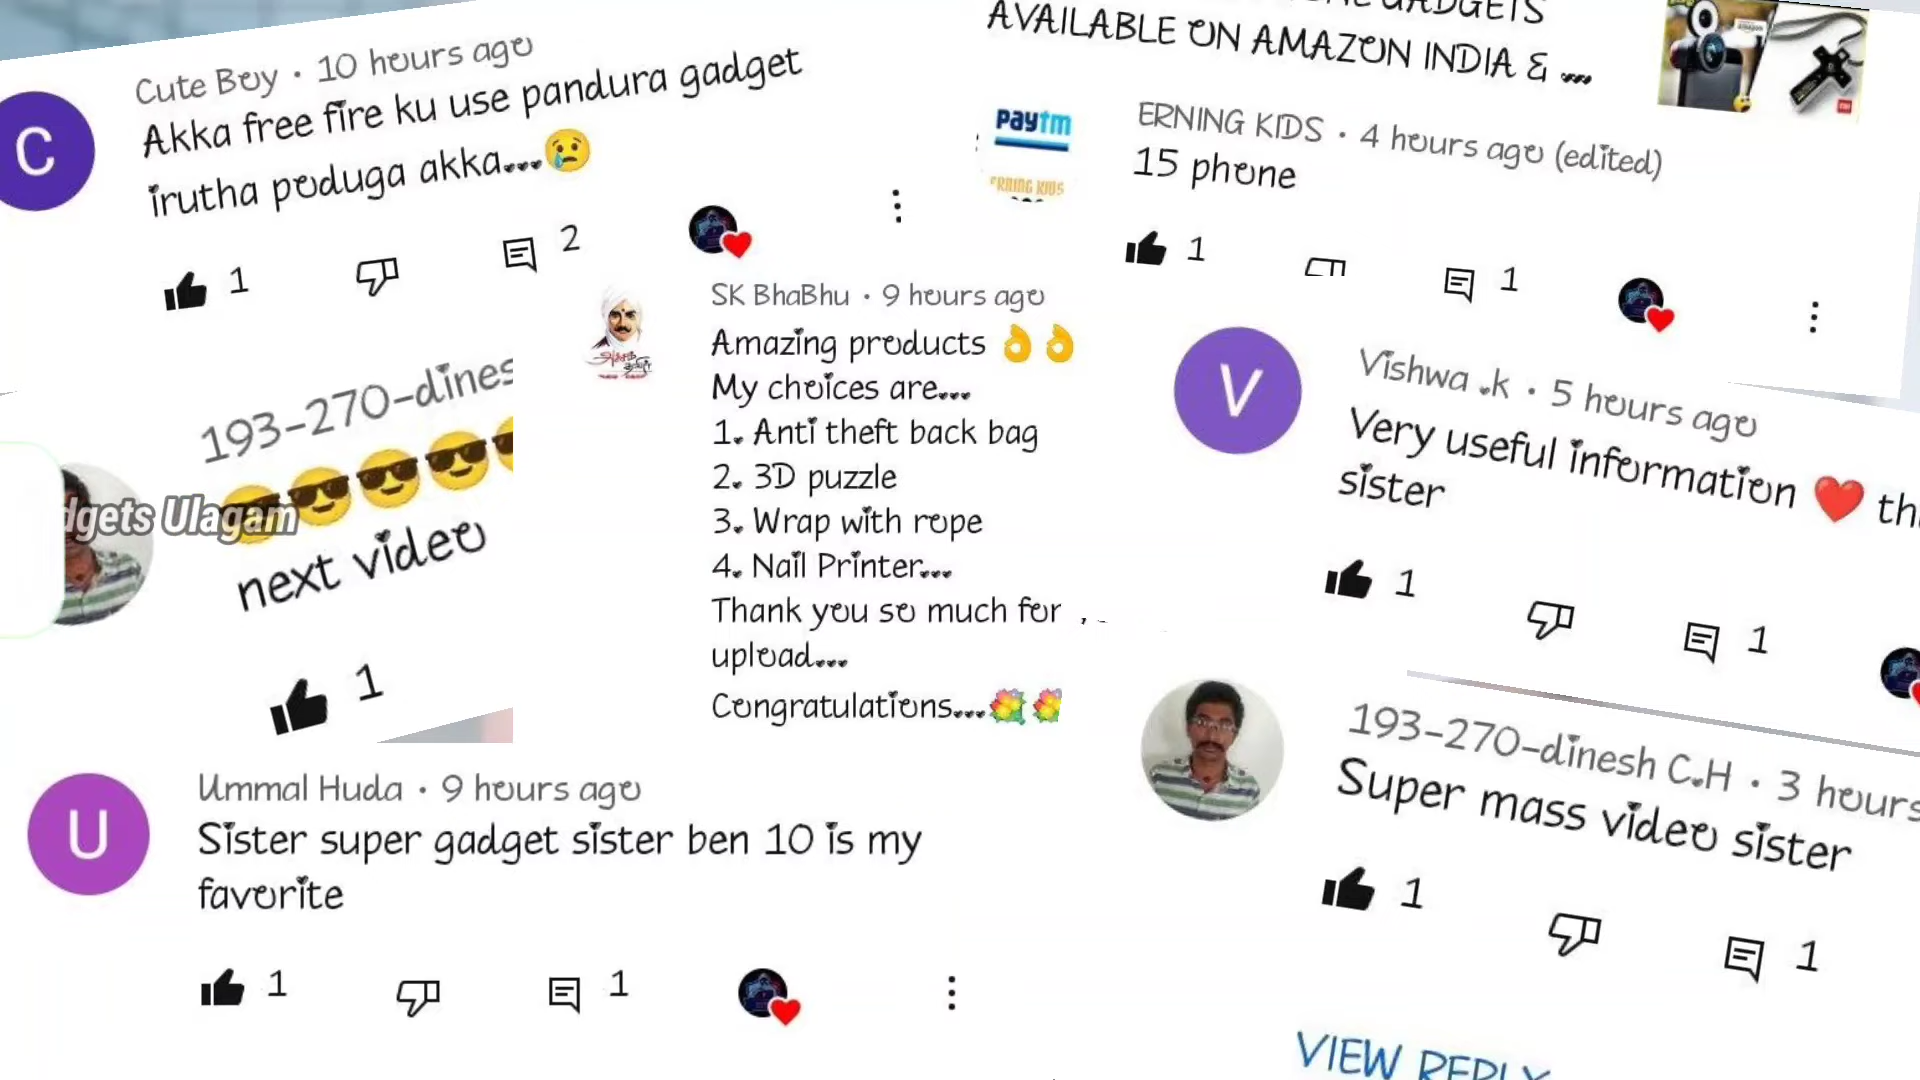 Cute Boy · 10 hours ago
Akka free fire ku use pandura gadget
irutha poduga akka...😢
1
2
C
GADGETS
AVAILABLE ON AMAZON INDIA & ...
paytm
ERNING KIDS
ERNING KIDS · 4 hours ago (edited)
15 phone
1
1
193-270-dines
😎😎😎😎😎
next video
1
dgets Ulagam
SK BhaBhu · 9 hours ago
Amazing products 👌👌
My choices are...
1. Anti theft back bag
2. 3D puzzle
3. Wrap with rope
4. Nail Printer...
Thank you so much for
upload...
Congratulations...💐💐
V
Vishwa .k · 5 hours ago
Very useful information ❤️ th
sister
1
1
U
Ummal Huda · 9 hours ago
Sister super gadget sister ben 10 is my
favorite
1
1
193-270-dinesh C.H · 3 hours
Super mass video sister
1
1
VIEW REPLY